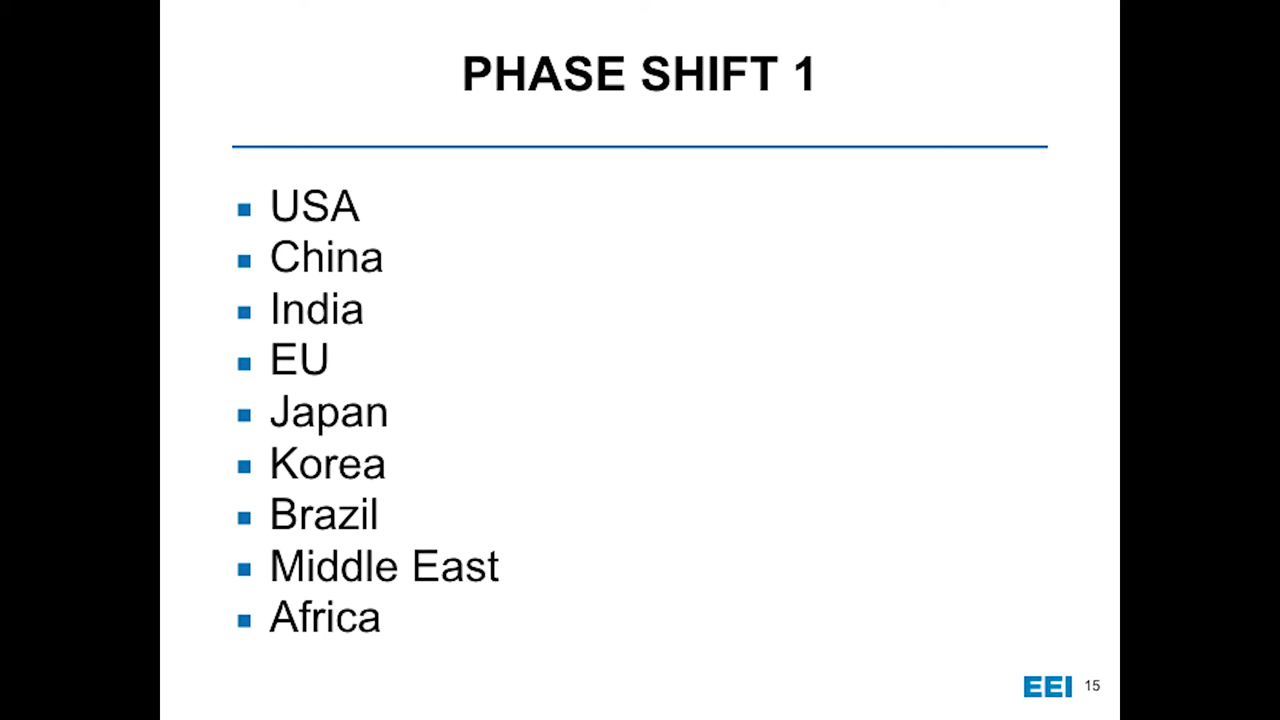 PHASE SHIFT 1
▪ USA
▪ China
▪ India
▪ EU
▪ Japan
▪ Korea
▪ Brazil
▪ Middle East
▪ Africa
EEI 15